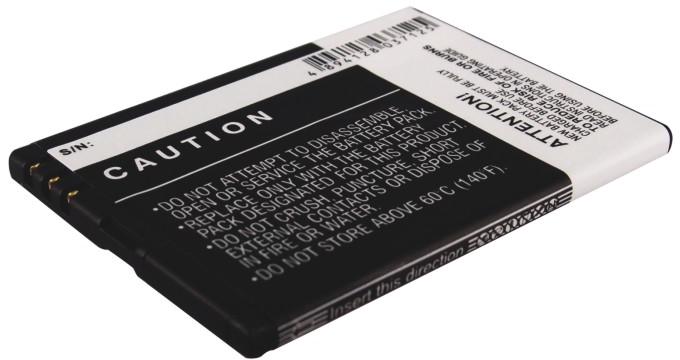 S/N:
CAUTION
•DO NOT ATTEMPT TO DISASSEMBLE
OPEN OR SERVICE THE BATTERY PACK.
•REPLACE ONLY WITH THE BATTERY
PACK DESIGNATED FOR THIS PRODUCT.
•DO NOT CRUSH, PUNCTURE, SHORT
EXTERNAL CONTACTS OR DISPOSE OF
IN FIRE OR WATER.
•DO NOT STORE ABOVE 60 C (140 F).
4894128037123
ATTENTION!
NEW BATTERY PACK MUST BE FULLY
CHARGED BEFORE USE.
TO REDUCE RISK OF FIRE OR BURNS
READ INSTRUCTIONS IN OPERATING GUIDE
BEFORE USING THE BATTERY.
Insert this direction